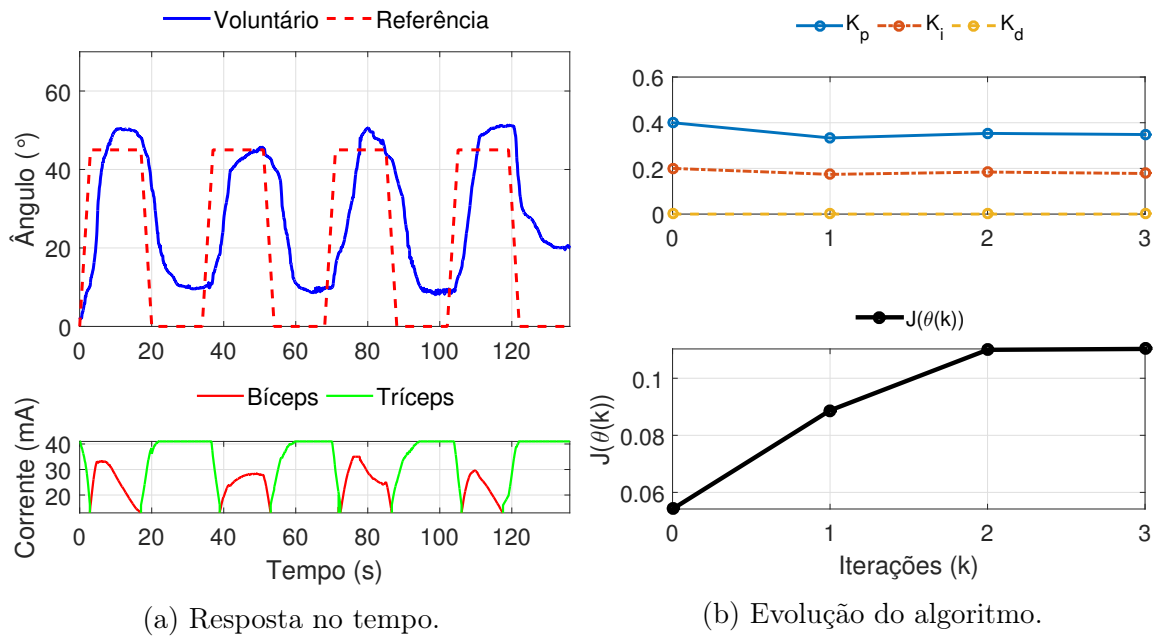 Voluntário Referência
Ângulo (°)
60
40
20
0
0 20 40 60 80 100 120
Bíceps Tríceps
Corrente (mA)
40
30
20
0 20 40 60 80 100 120
Tempo (s)
(a) Resposta no tempo.
K_p K_i K_d
0.6
0.4
0.2
0
0 1 2 3
J(θ(k))
J(θ(k))
0.1
0.08
0.06
0 1 2 3
Iterações (k)
(b) Evolução do algoritmo.